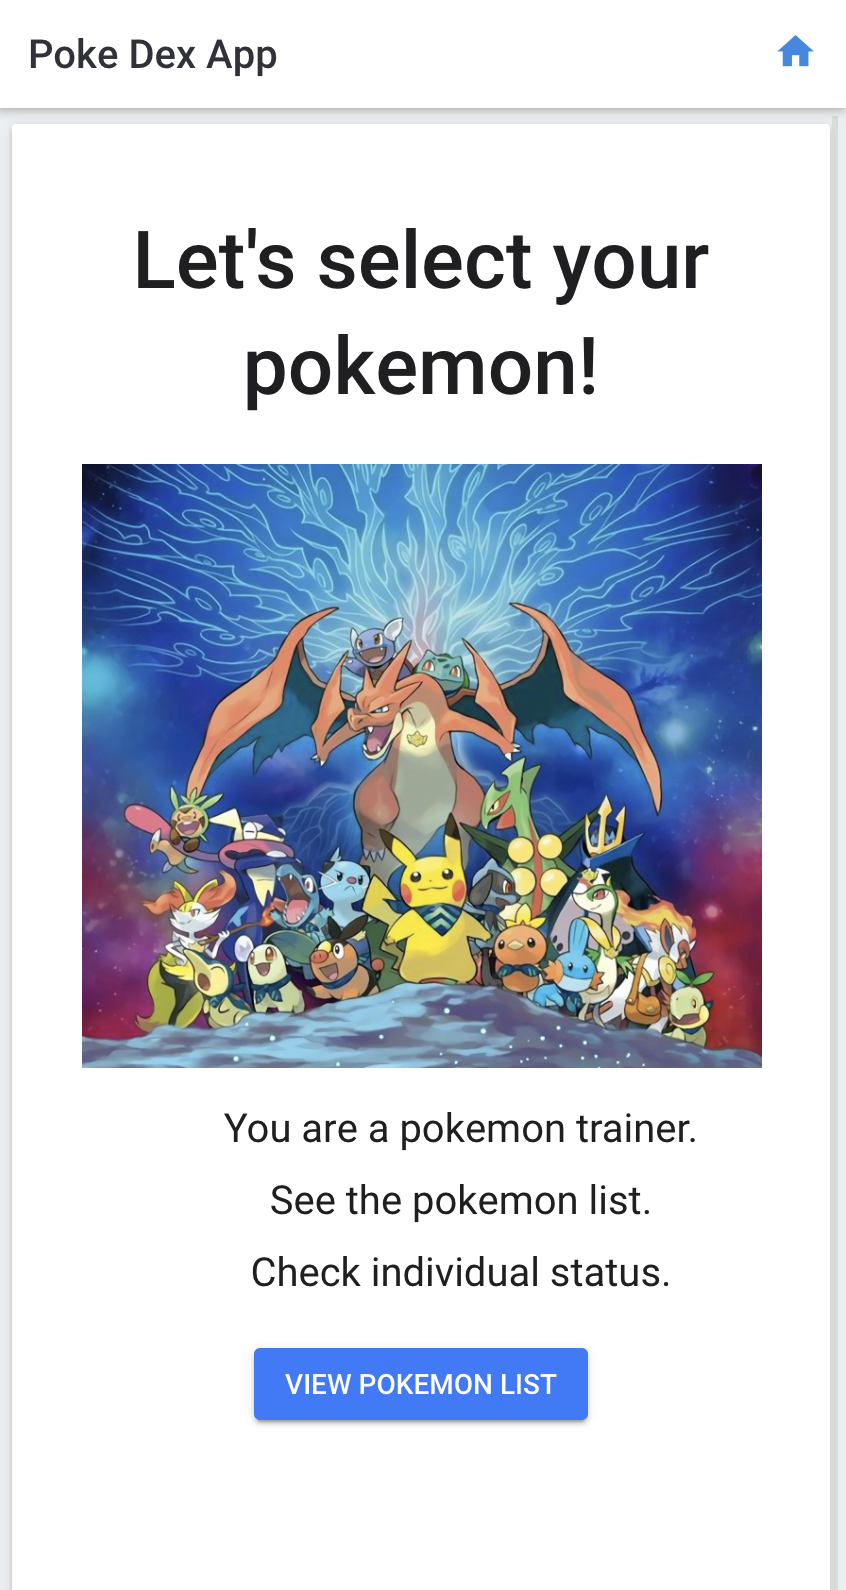 Poke Dex App
Let's select your
pokemon!
You are a pokemon trainer.
See the pokemon list.
Check individual status.
VIEW POKEMON LIST